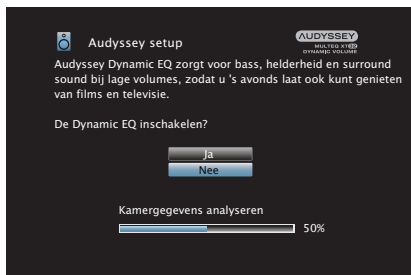 Audyssey setup
AUDYSSEY
MULTEQ XT32
DYNAMIC VOLUME
Audyssey Dynamic EQ zorgt voor bass, helderheid en surround
sound bij lage volumes, zodat u 's avonds laat ook kunt genieten
van films en televisie.
De Dynamic EQ inschakelen?
Ja
Nee
Kamergegevens analyseren
50%